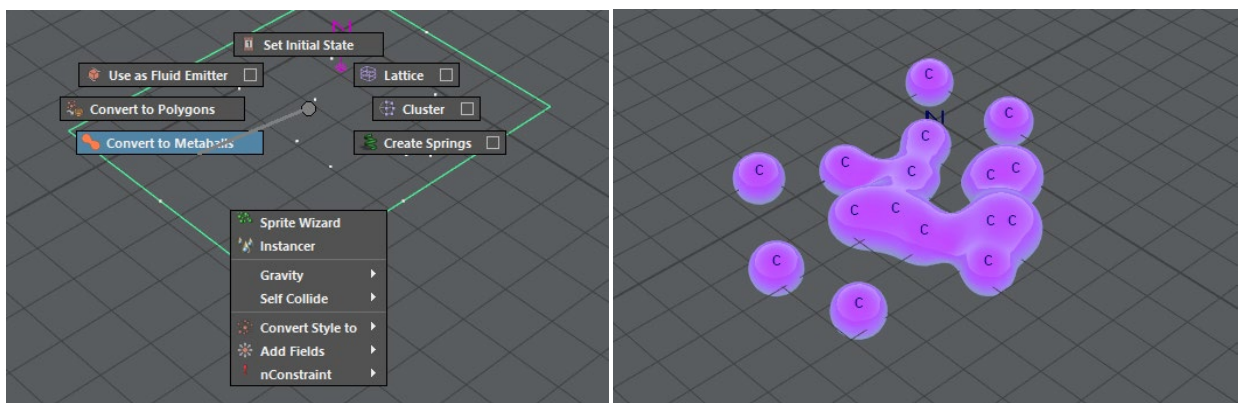 Set Initial State
Use as Fluid Emitter
Lattice
Convert to Polygons
Cluster
Convert to Metaballs
Create Springs
Sprite Wizard
Instancer
Gravity
Self Collide
Convert Style to
Add Fields
nConstraint
C
C
N
C
C
C
C C
C
C C
C C
C
C
C
C